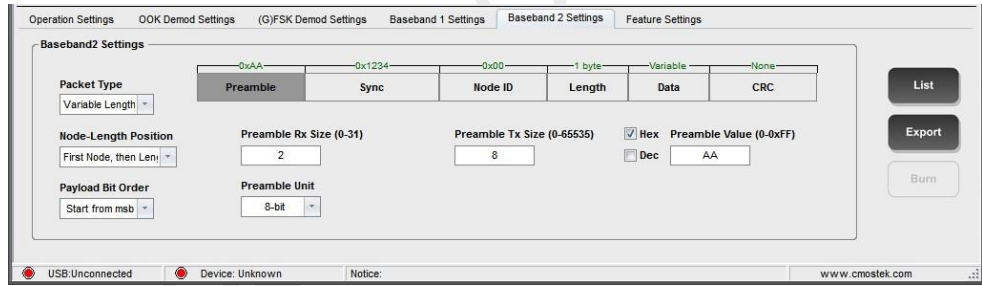 Operation Settings OOK Demod Settings (G)FSK Demod Settings Baseband 1 Settings Baseband 2 Settings Feature Settings
Baseband2 Settings
0xAA 0x1234 0x00 1 byte Variable None
Packet Type Preamble Sync Node ID Length Data CRC List
Variable Length
Node-Length Position Preamble Rx Size (0-31) Preamble Tx Size (0-65535) Hex Preamble Value (0-0xFF) Export
First Node, then Leng 2 8 Dec AA
Payload Bit Order Preamble Unit Burn
Start from msb 8-bit
USB:Unconnected Device: Unknown Notice: www.cmostek.com